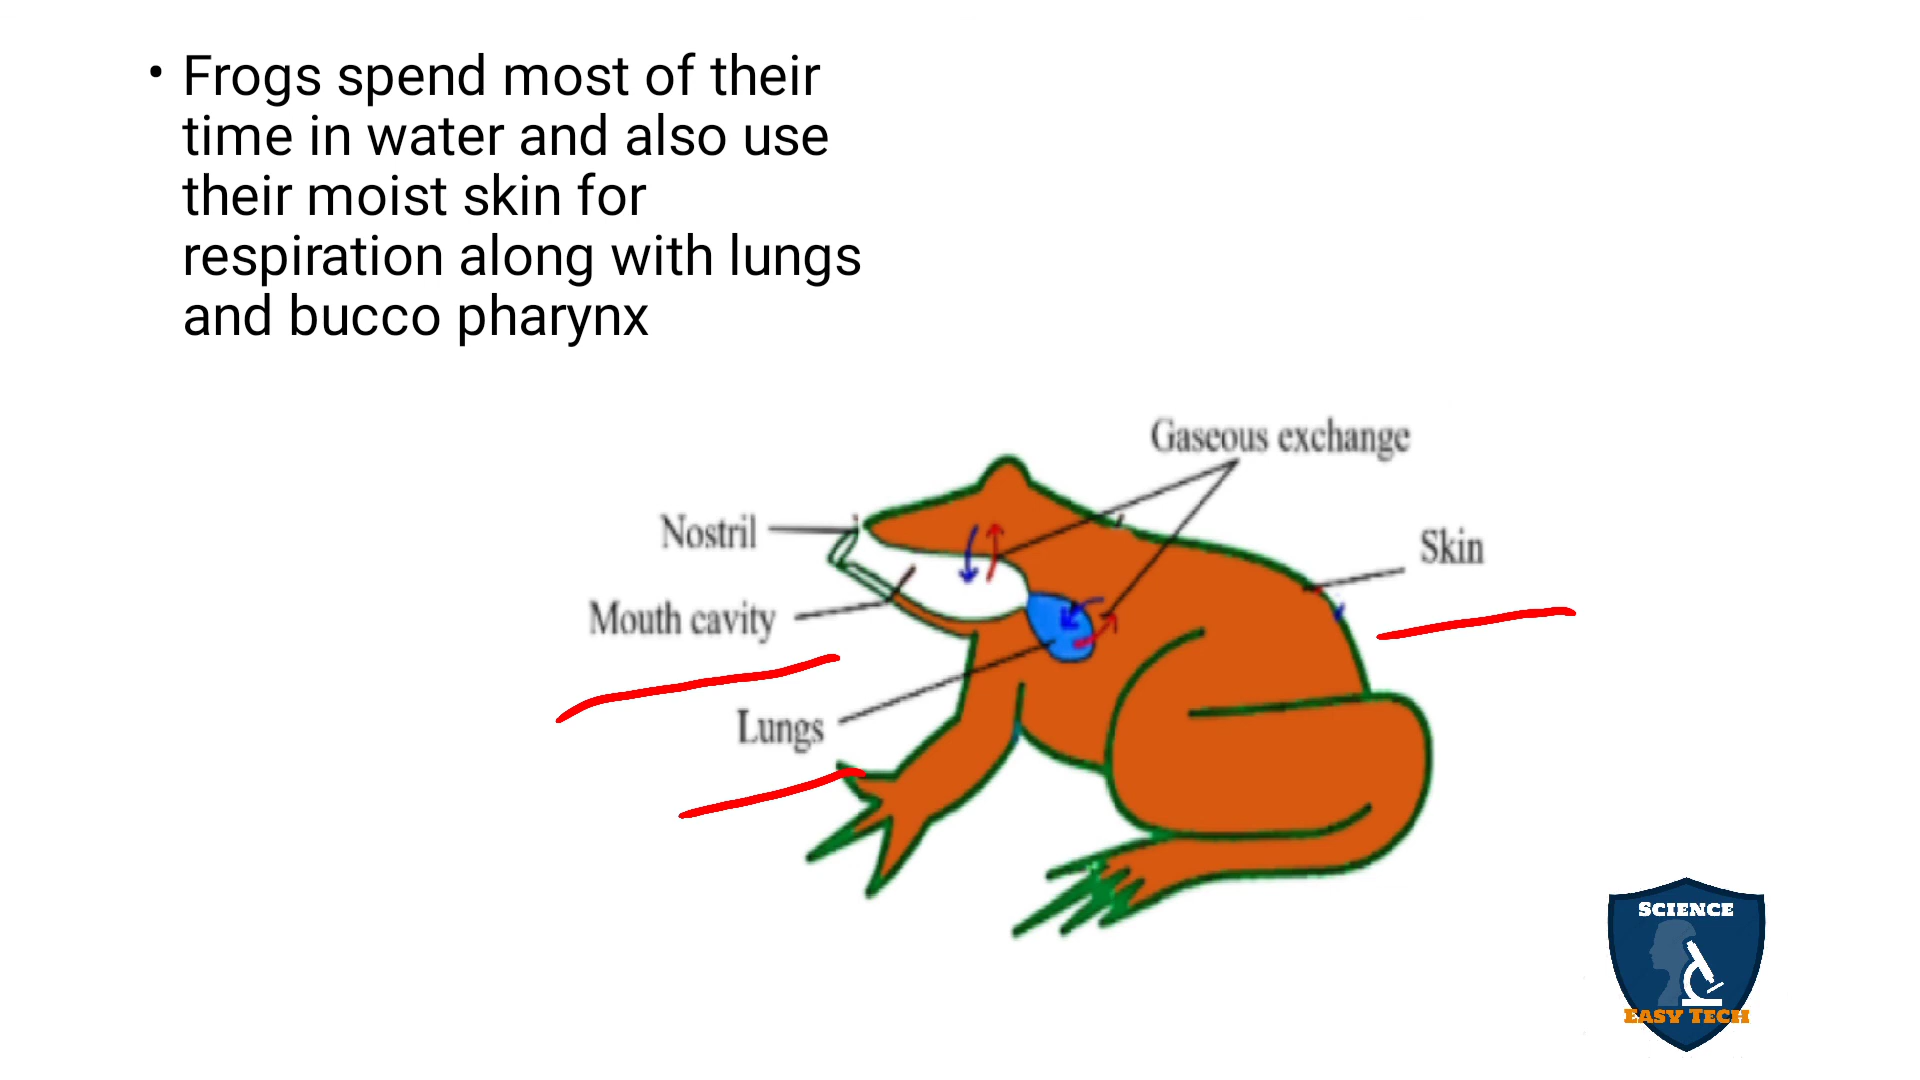 • Frogs spend most of their
time in water and also use
their moist skin for
respiration along with lungs
and bucco pharynx
Gaseous exchange
Nostril
Skin
Mouth cavity
Lungs
SCIENCE
EASY TECH